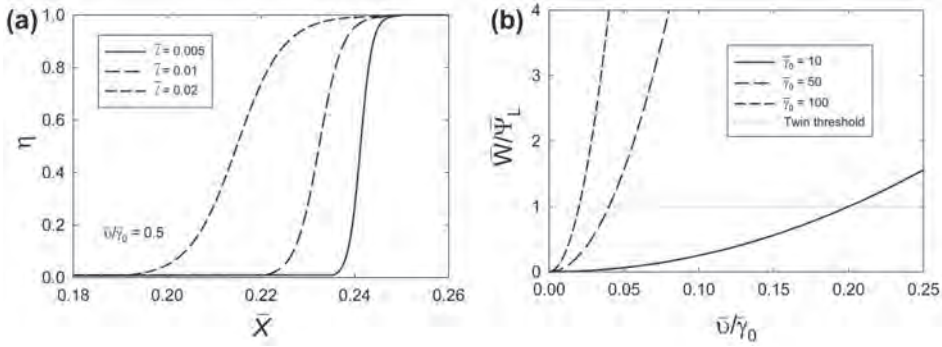 (a)
1.0
0.8
0.6
0.4
0.2
0.0
η
l̄ = 0.005
l̄ = 0.01
l̄ = 0.02
ῡ/γ̄₀ = 0.5
0.18 0.20 0.22 0.24 0.26
X̄
(b)
4
3
2
1
0
W̄/Ψ̄_L
γ̄₀ = 10
γ̄₀ = 50
γ̄₀ = 100
Twin threshold
0.00 0.05 0.10 0.15 0.20 0.25
ῡ/γ̄₀